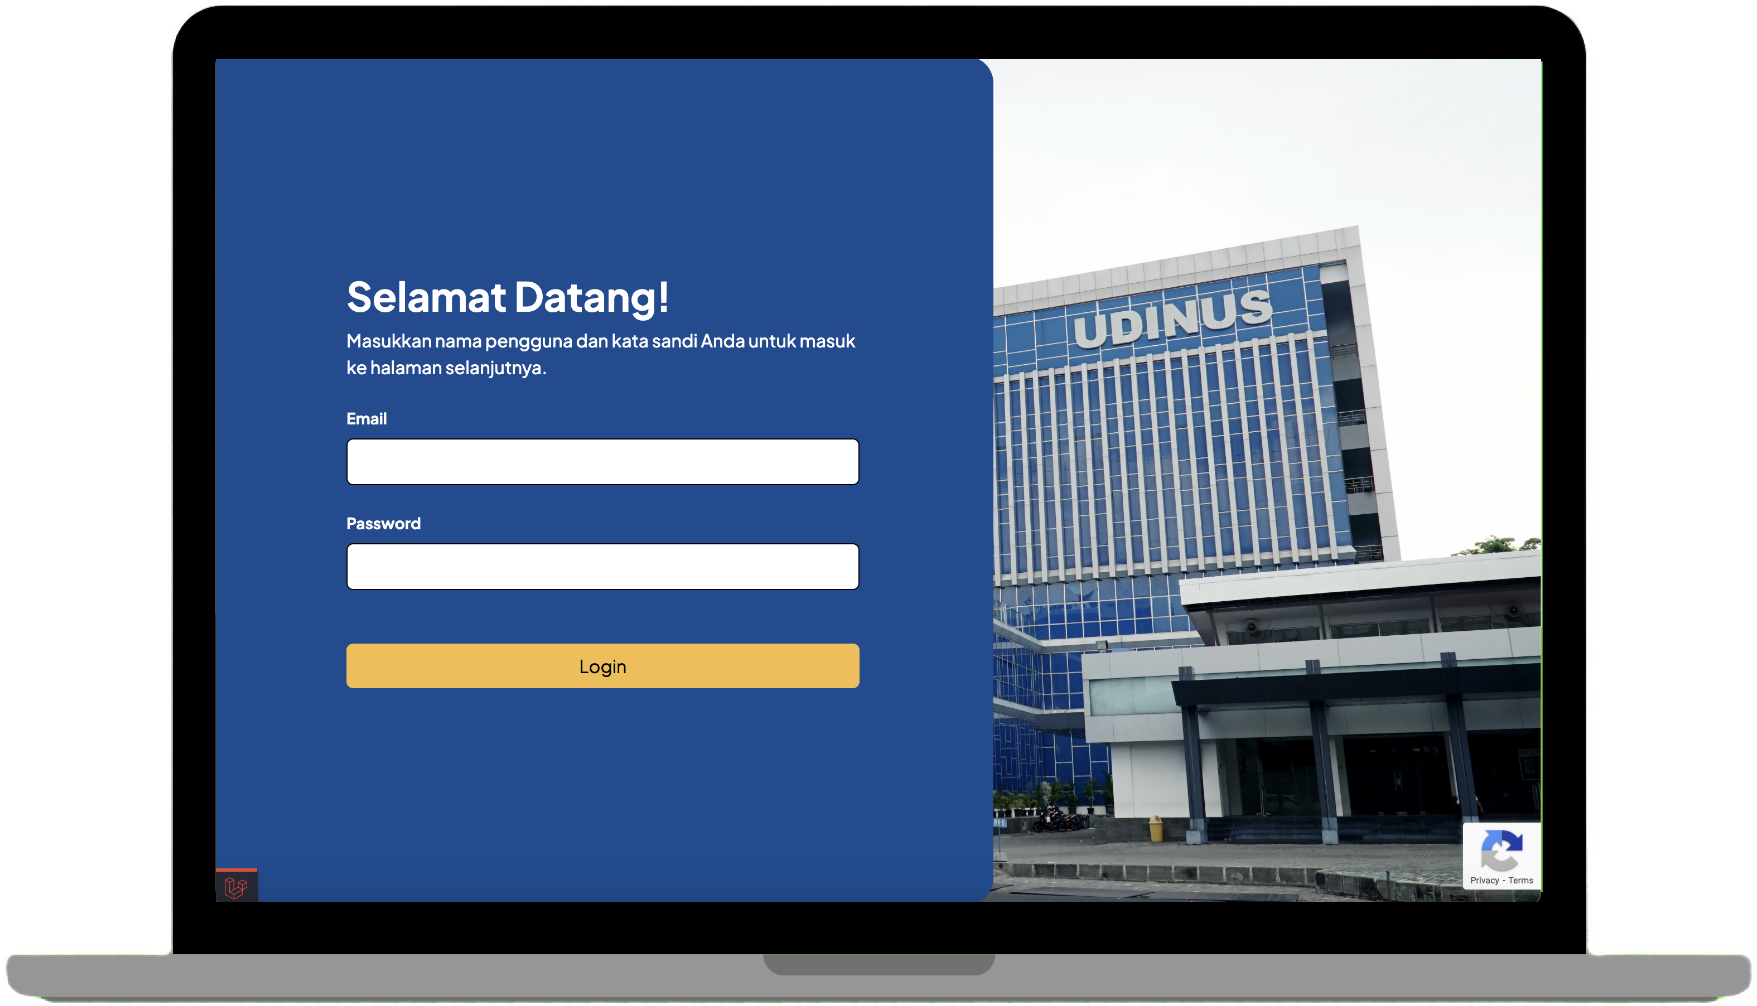 Selamat Datang!
Masukkan nama pengguna dan kata sandi Anda untuk masuk
ke halaman selanjutnya.
Email
Password
Login
UDINUS
Privacy - Terms